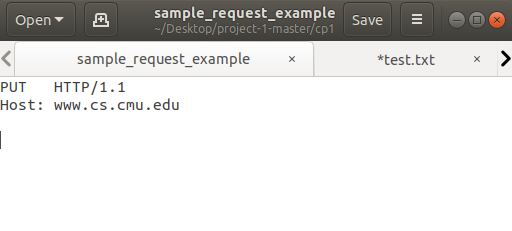 Open
sample_request_example
~/Desktop/project-1-master/cp1
Save
sample_request_example ×
*test.txt ×
PUT   HTTP/1.1
Host: www.cs.cmu.edu